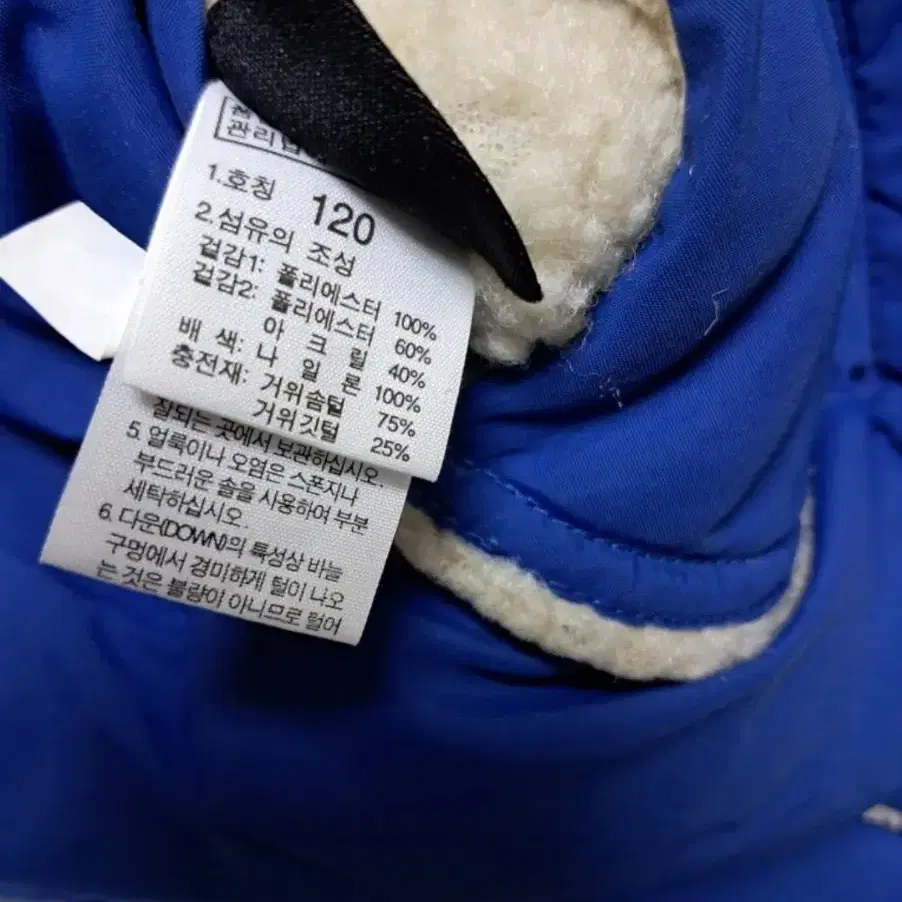 관리
1.호칭 120
2.섬유의 조성
겉감1: 폴리에스터 100%
겉감2: 폴리에스터 60%
아 크 릴 40%
배 색: 나 일 론 100%
충전재: 거위솜털 75%
거위깃털 25%
잘되는 곳에서 보관하십시오.
5. 얼룩이나 오염은 스폰지나
부드러운 솔을 사용하여 부분
세탁하십시오.
6. 다운(DOWN)의 특성상 바늘
구멍에서 경미하게 털이 나오
는 것은 불량이 아니므로 털어